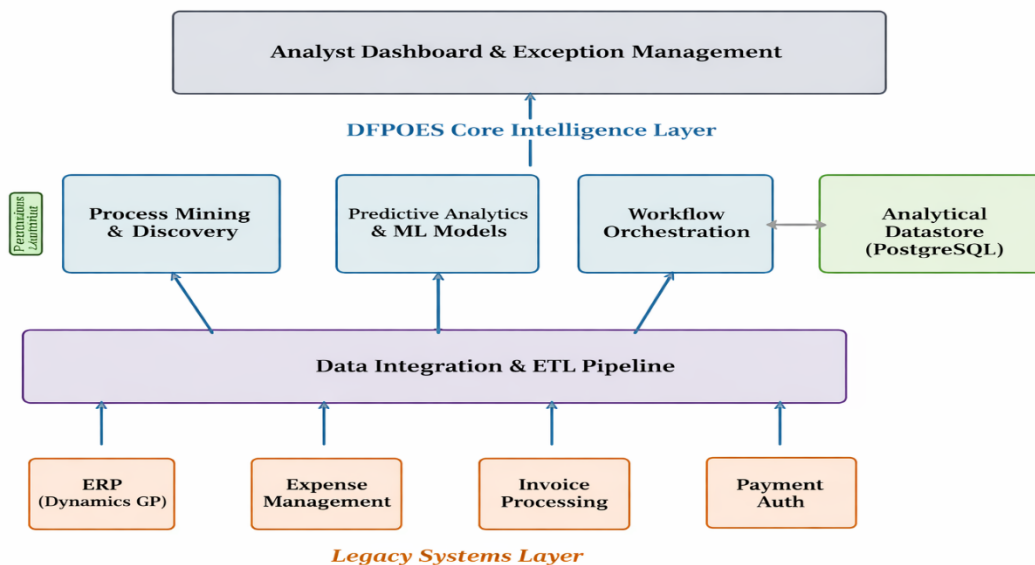 Analyst Dashboard & Exception Management
DFPOES Core Intelligence Layer
Process Mining
& Discovery
Predictive Analytics
& ML Models
Workflow
Orchestration
Analytical
Datastore
(PostgreSQL)
Data Integration & ETL Pipeline
ERP
(Dynamics GP)
Expense
Management
Invoice
Processing
Payment
Auth
Legacy Systems Layer